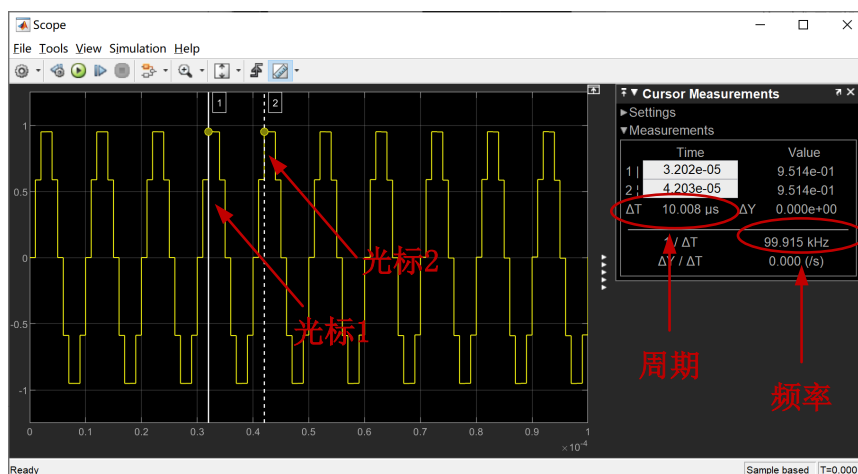 Scope
File Tools View Simulation Help
1
2
Cursor Measurements
Settings
Measurements
Time Value
1 | 3.202e-05 9.514e-01
2 ¦ 4.203e-05 9.514e-01
ΔT 10.008 µs ΔY 0.000e+00
1 / ΔT 99.915 kHz
ΔY / ΔT 0.000 (/s)
1
0.5
0
-0.5
-1
光标2
光标1
周期
频率
0 0.1 0.2 0.3 0.4 0.5 0.6 0.7 0.8 0.9 1
×10⁻⁴
Ready
Sample based T=0.000